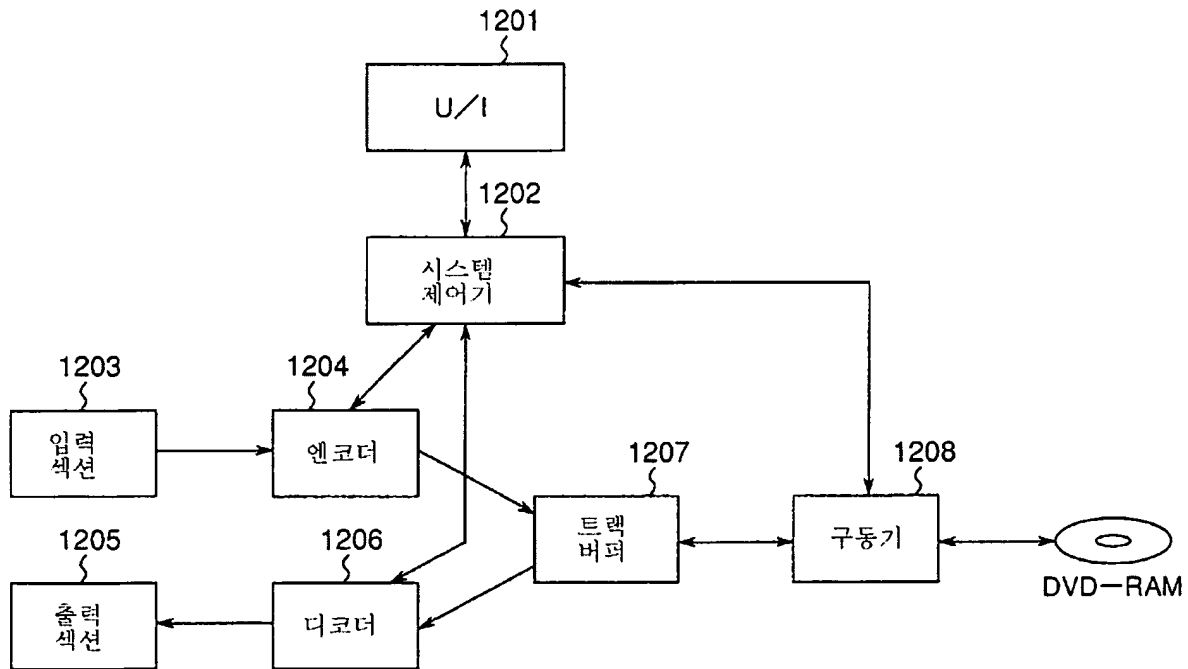 1201
U/I
1202
시스템
제어기
1203
입력
섹션
1204
엔코더
1205
출력
섹션
1206
디코더
1207
트랙
버퍼
1208
구동기
DVD-RAM